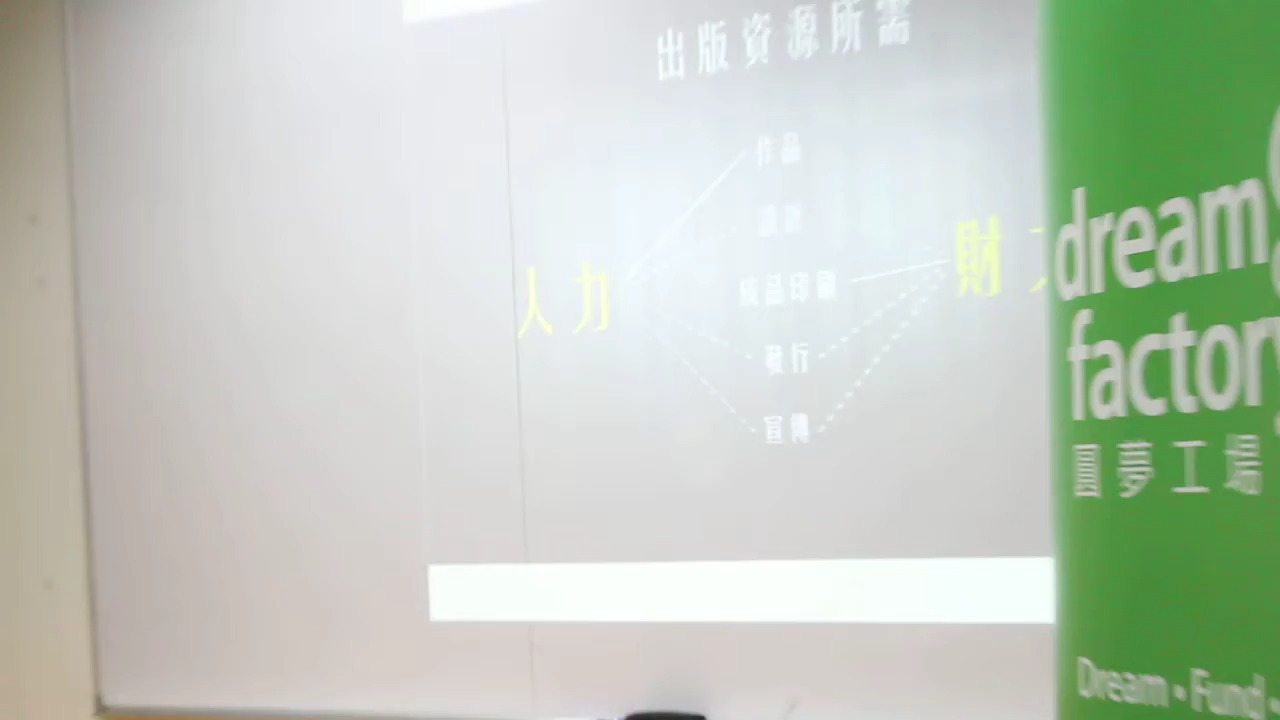 出版資源所需
作品
設計
成品印刷
發行
宣傳
人力
財
dream
factory
圓夢工場
Dream • Fund •